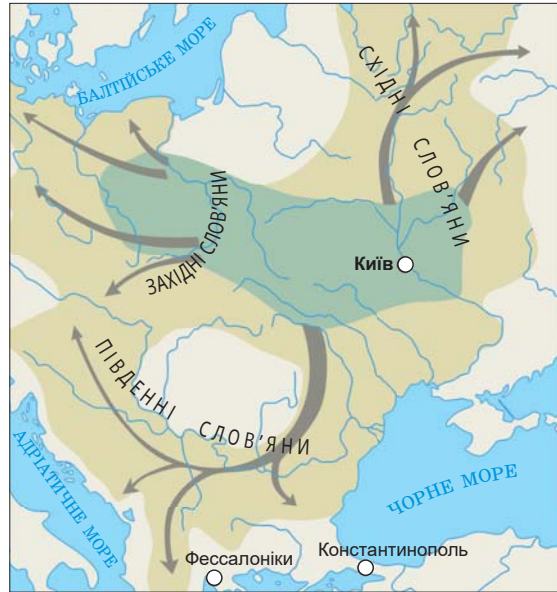 БАЛТІЙСЬКЕ МОРЕ
СХІДНІ СЛОВ'ЯНИ
ЗАХІДНІ СЛОВ'ЯНИ
Київ
ПІВДЕННІ СЛОВ'ЯНИ
АДРІАТИЧНЕ МОРЕ
ЧОРНЕ МОРЕ
Фессалоніки
Константинополь